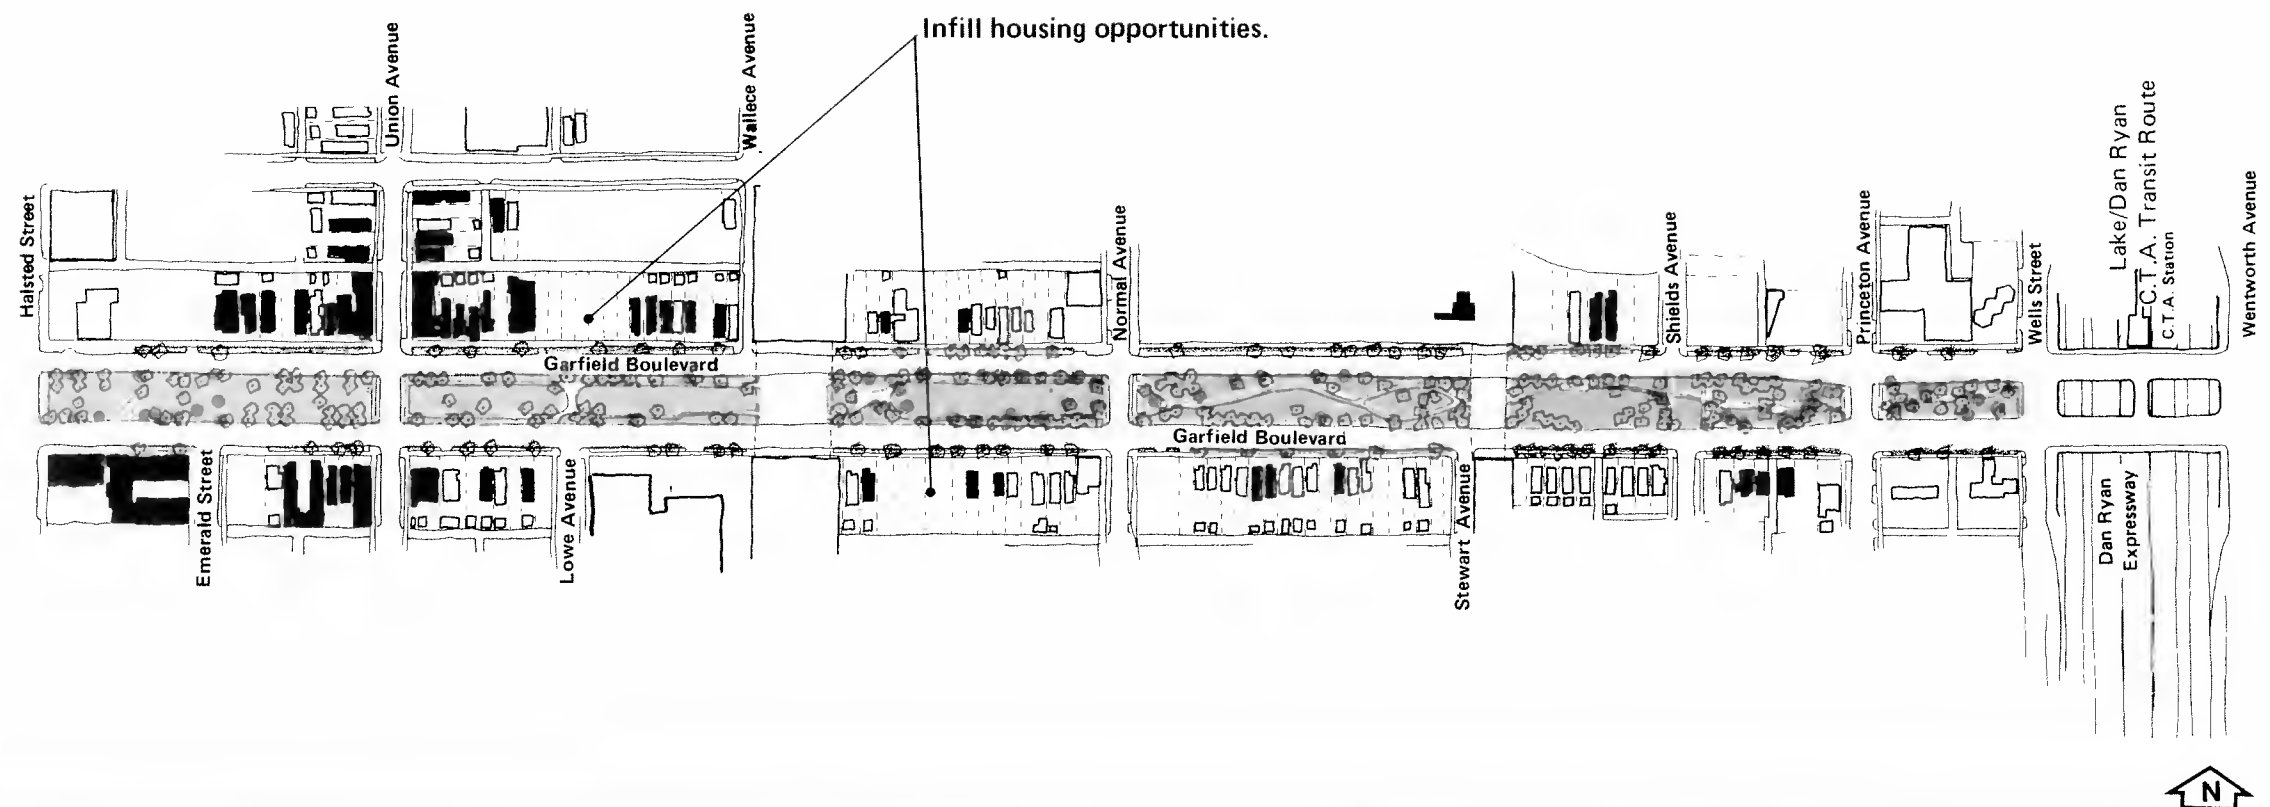 Infill housing opportunities.
Halsted Street
Union Avenue
Wallece Avenue
Normal Avenue
Shields Avenue
Princeton Avenue
Wells Street
Lake/Dan Ryan
C.T.A. Transit Route
C.T.A. Station
Wentworth Avenue
Garfield Boulevard
Garfield Boulevard
Emerald Street
Lowe Avenue
Stewart Avenue
Dan Ryan
Expressway
N